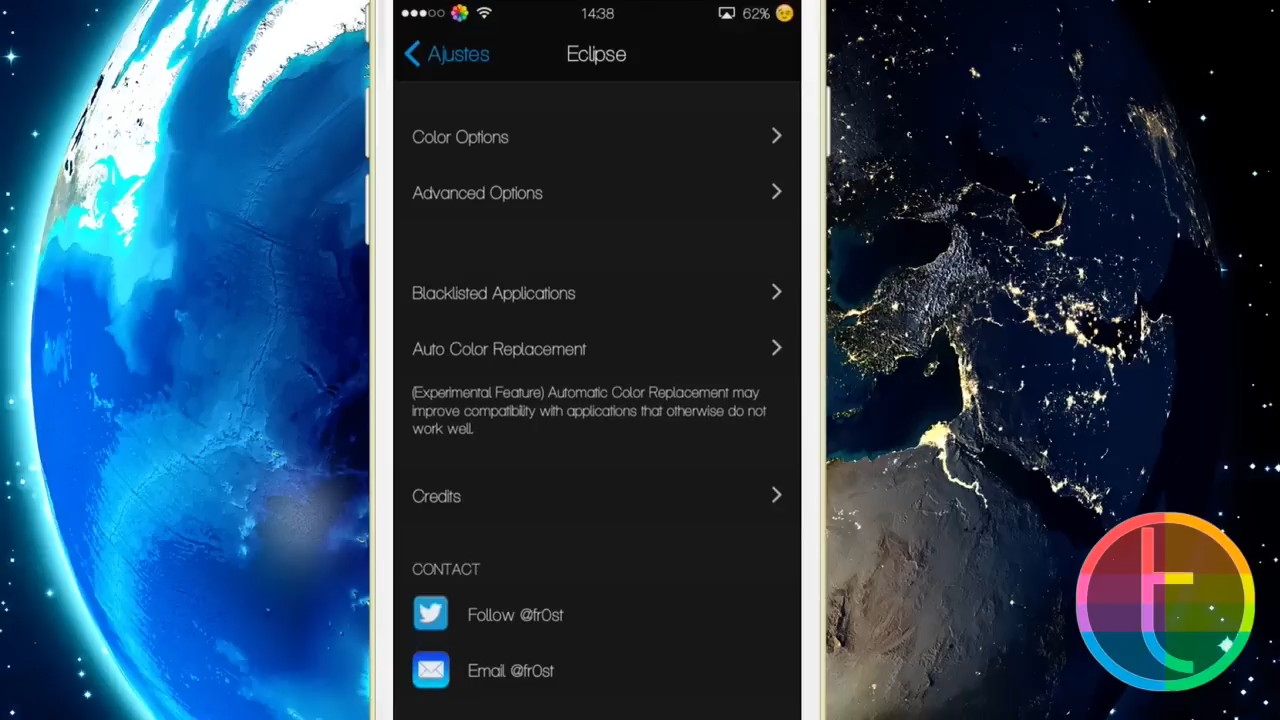 14:38
62%
Ajustes
Eclipse
Color Options
Advanced Options
Blacklisted Applications
Auto Color Replacement
(Experimental Feature) Automatic Color Replacement may
improve compatibility with applications that otherwise do not
work well.
Credits
CONTACT
Follow @fr0st
Email @fr0st
t